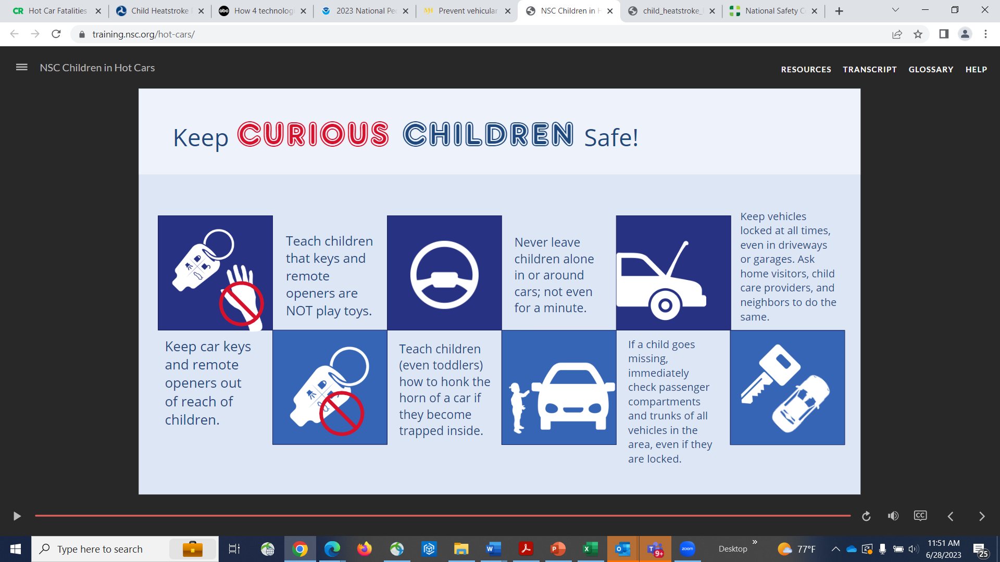 Hot Car Fatalities
Child Heatstroke
How 4 technolog
2023 National Pe
Prevent vehicular
NSC Children in H
child_heatstroke_
National Safety C
training.nsc.org/hot-cars/
NSC Children in Hot Cars
RESOURCES TRANSCRIPT GLOSSARY HELP
Keep CURIOUS CHILDREN Safe!
Teach children
that keys and
remote
openers are
NOT play toys.
Never leave
children alone
in or around
cars; not even
for a minute.
Keep vehicles
locked at all times,
even in driveways
or garages. Ask
home visitors, child
care providers, and
neighbors to do the
same.
Keep car keys
and remote
openers out
of reach of
children.
Teach children
(even toddlers)
how to honk the
horn of a car if
they become
trapped inside.
If a child goes
missing,
immediately
check passenger
compartments
and trunks of all
vehicles in the
area, even if they
are locked.
CC
Type here to search
Desktop
77°F
11:51 AM
6/28/2023
25